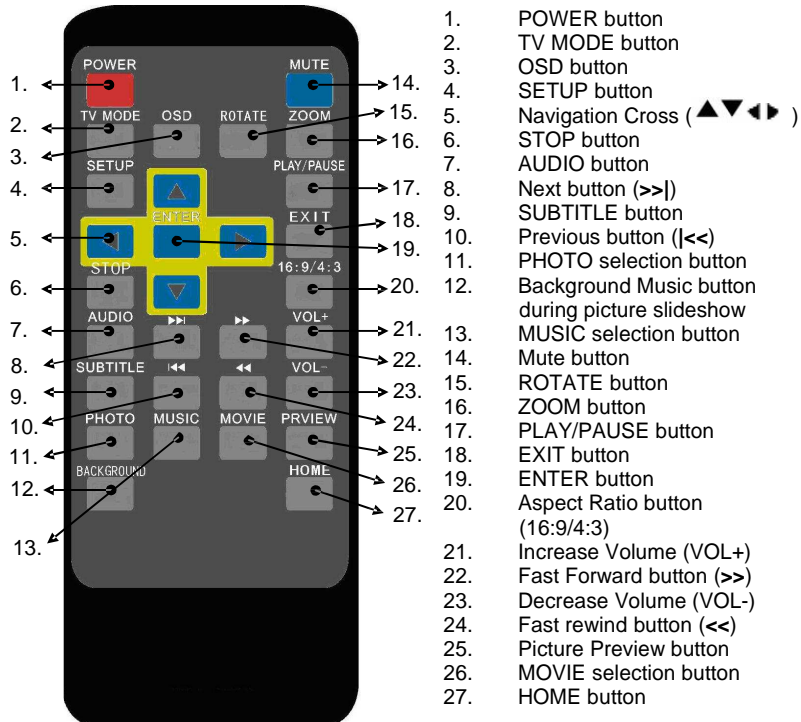 POWER MUTE
1. 14.
TV MODE OSD ROTATE ZOOM
15.
2.
3. 16.
SETUP PLAY/PAUSE
4. 17.
ENTER EXIT
18.
5. 19.
STOP 16:9/4:3
6. 20.
AUDIO ▶▶| ▶▶ VOL+
7. 21.
8. 22.
SUBTITLE |◀◀ ◀◀ VOL-
9. 23.
10. 24.
PHOTO MUSIC MOVIE PRVIEW
11. 25.
BACKGROUND HOME
12. 26.
27.
13.
1. POWER button
2. TV MODE button
3. OSD button
4. SETUP button
5. Navigation Cross (▲▼◀▶ )
6. STOP button
7. AUDIO button
8. Next button (>>|)
9. SUBTITLE button
10. Previous button (|<<)
11. PHOTO selection button
12. Background Music button
during picture slideshow
13. MUSIC selection button
14. Mute button
15. ROTATE button
16. ZOOM button
17. PLAY/PAUSE button
18. EXIT button
19. ENTER button
20. Aspect Ratio button
(16:9/4:3)
21. Increase Volume (VOL+)
22. Fast Forward button (>>)
23. Decrease Volume (VOL-)
24. Fast rewind button (<<)
25. Picture Preview button
26. MOVIE selection button
27. HOME button